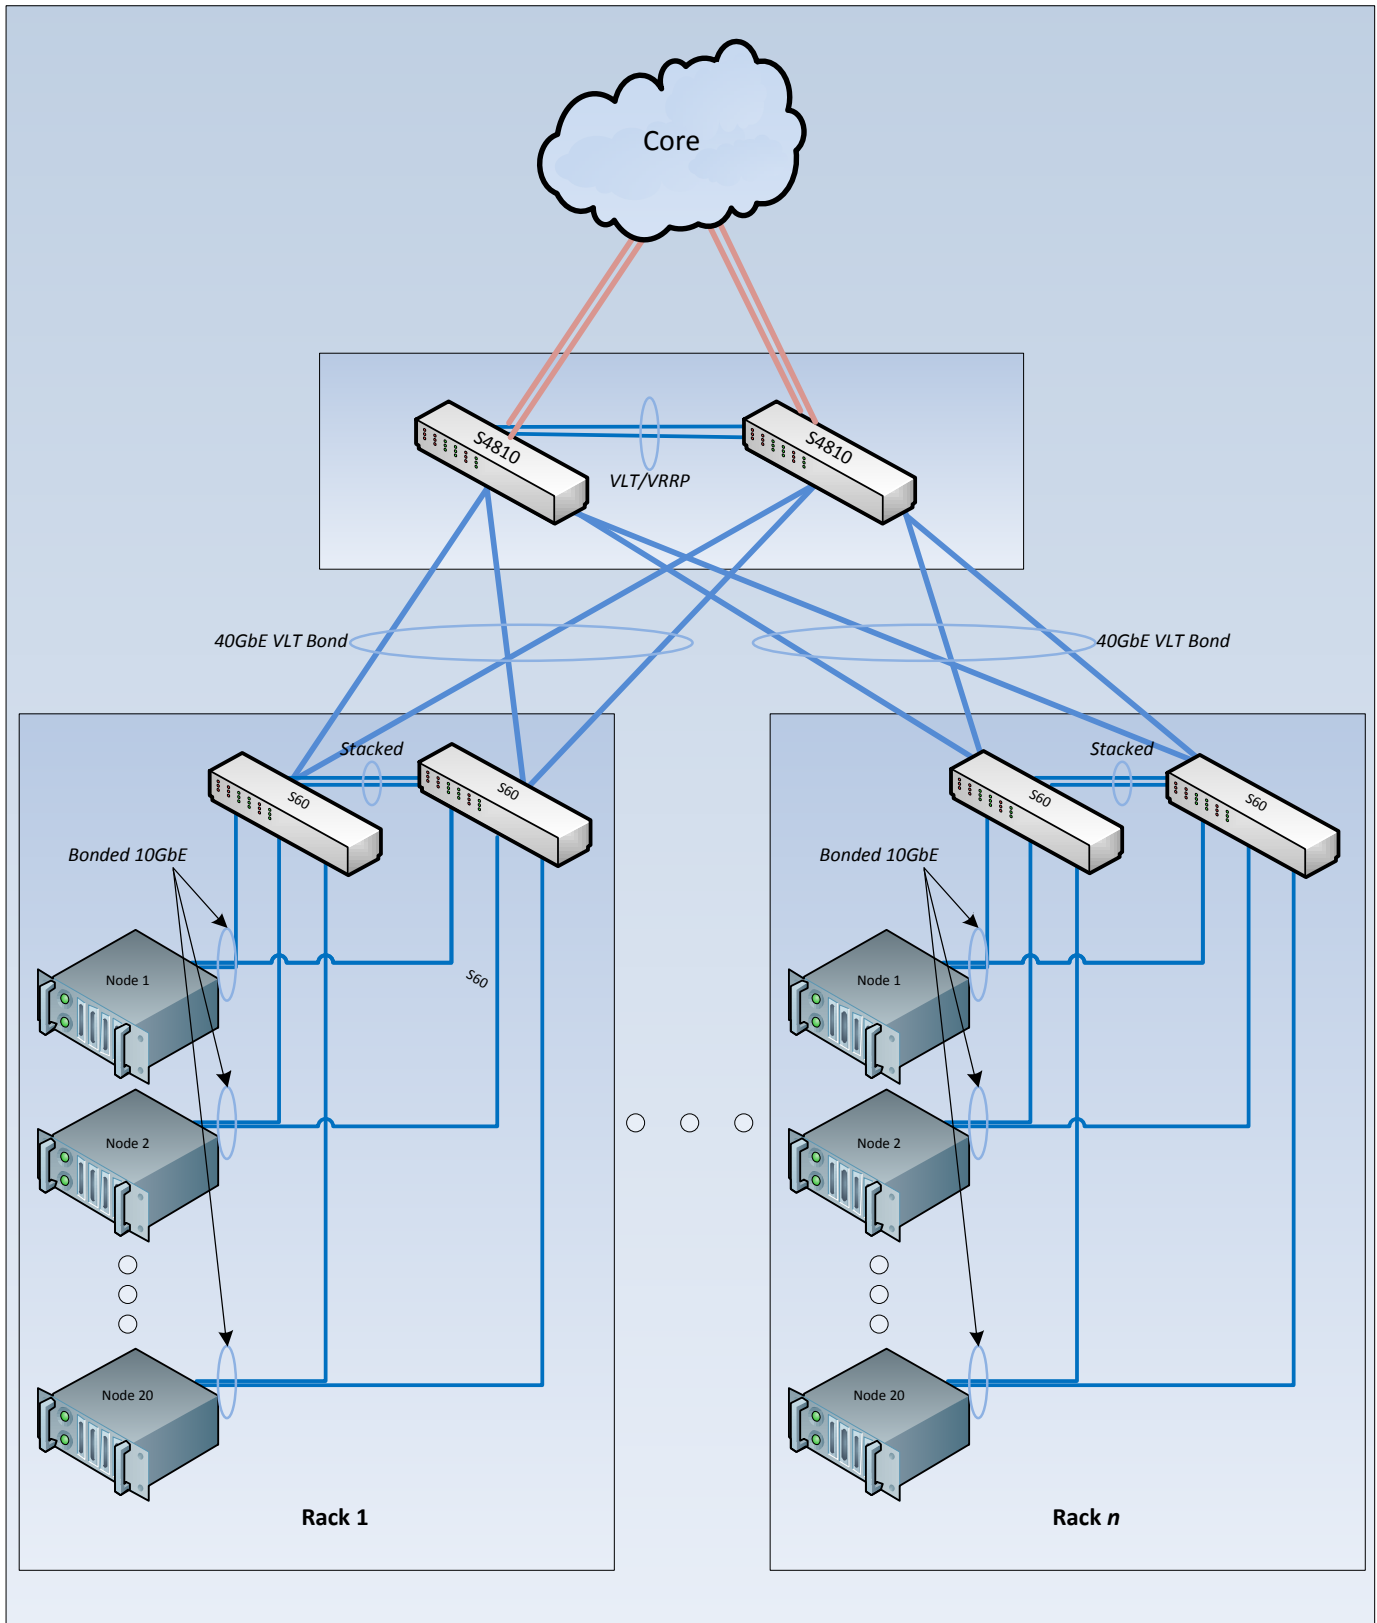 Core
S4810
S4810
VLT/VRRP
40GbE VLT Bond
40GbE VLT Bond
Stacked
S60
S60
Bonded 10GbE
Node 1
S60
Node 2
Node 20
Rack 1
Stacked
S60
S60
Bonded 10GbE
Node 1
Node 2
Node 20
Rack n